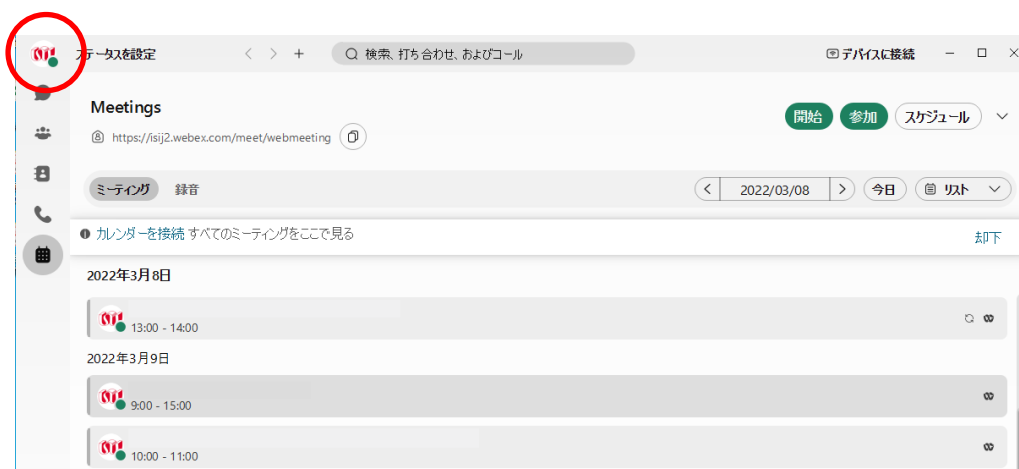 ステータスを設定
検索、打ち合わせ、およびコール
デバイスに接続
Meetings
https://isij2.webex.com/meet/webmeeting
開始 参加 スケジュール
ミーティング 録音
2022/03/08 今日 リスト
カレンダーを接続 すべてのミーティングをここで見る
却下
2022年3月8日
13:00 - 14:00
2022年3月9日
9:00 - 15:00
10:00 - 11:00